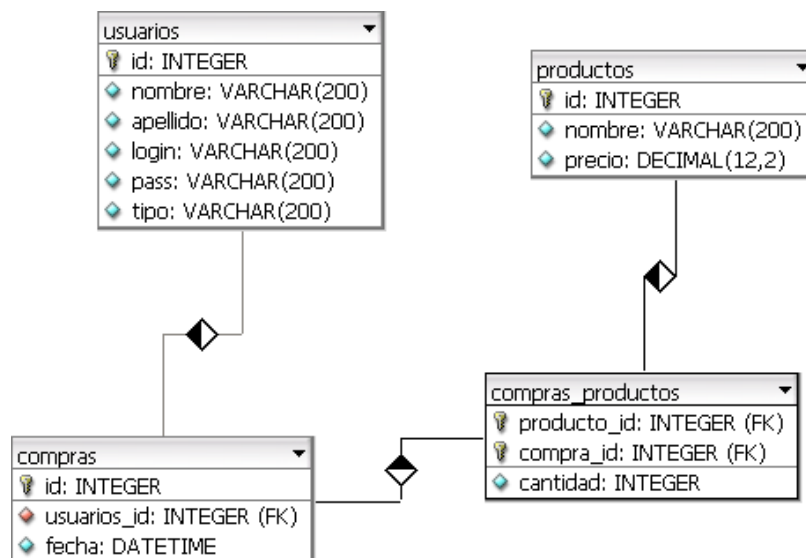 usuarios
id: INTEGER
nombre: VARCHAR(200)
apellido: VARCHAR(200)
login: VARCHAR(200)
pass: VARCHAR(200)
tipo: VARCHAR(200)
productos
id: INTEGER
nombre: VARCHAR(200)
precio: DECIMAL(12,2)
compras_productos
producto_id: INTEGER (FK)
compra_id: INTEGER (FK)
cantidad: INTEGER
compras
id: INTEGER
usuarios_id: INTEGER (FK)
fecha: DATETIME